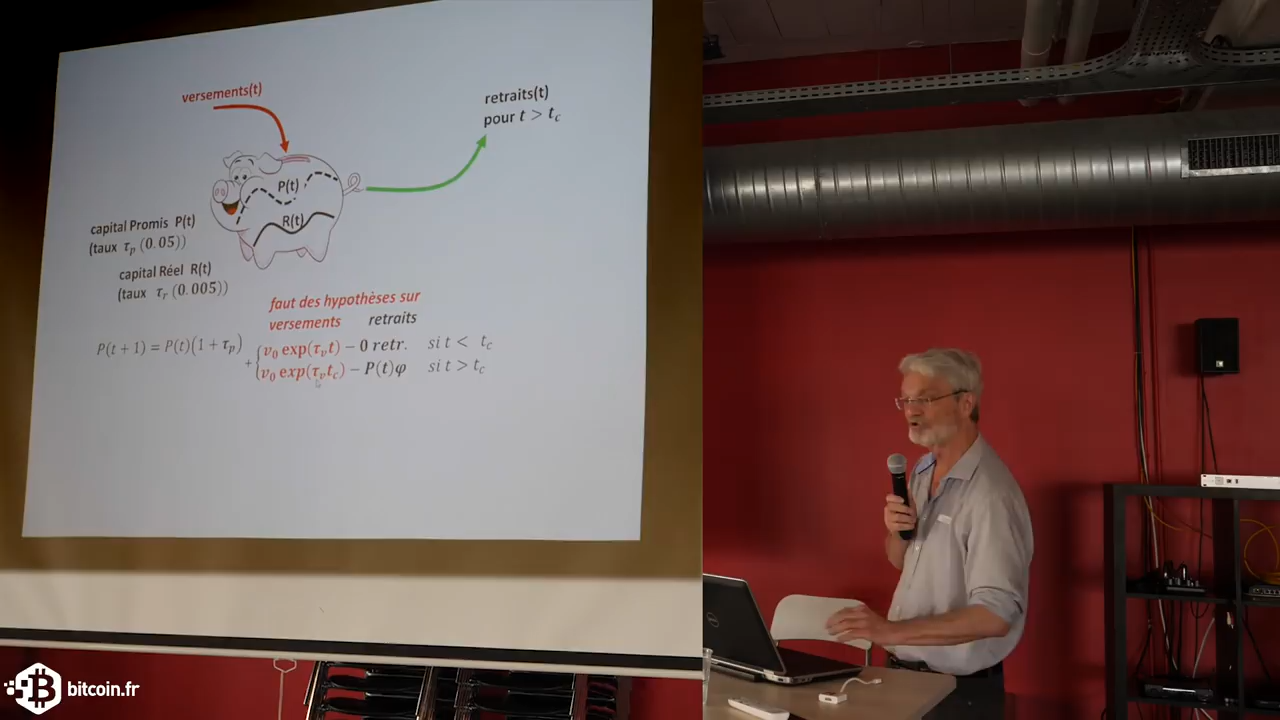 versements(t)
retraits(t)
pour t > t_c
P(t)
R(t)
capital Promis P(t)
(taux τ_p (0.05))
capital Réel R(t)
(taux τ_r (0.005))
faut des hypothèses sur
versements retraits
P(t + 1) = P(t)(1 + τ_p)
+ { v_0 exp(τ_v t) − 0 retr. si t < t_c
v_0 exp(τ_v t_c) − P(t)φ si t > t_c
DELL
bitcoin.fr